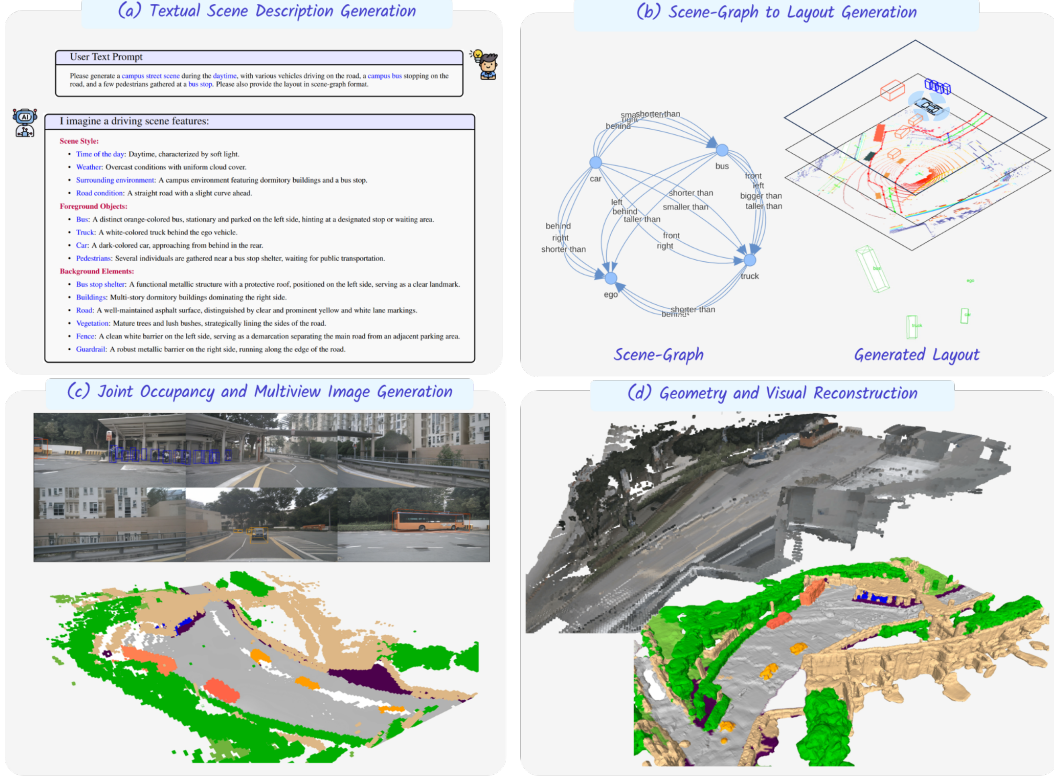 (a) Textual Scene Description Generation
User Text Prompt
Please generate a campus street scene during the daytime, with various vehicles driving on the road, a campus bus stopping on the
road, and a few pedestrians gathered at a bus stop. Please also provide the layout in scene-graph format.
AI
I imagine a driving scene features:
Scene Style:
• Time of the day: Daytime, characterized by soft light.
• Weather: Overcast conditions with uniform cloud cover.
• Surrounding environment: A campus environment featuring dormitory buildings and a bus stop.
• Road condition: A straight road with a slight curve ahead.
Foreground Objects:
• Bus: A distinct orange-colored bus, stationary and parked on the left side, hinting at a designated stop or waiting area.
• Truck: A white-colored truck behind the ego vehicle.
• Car: A dark-colored car, approaching from behind in the rear.
• Pedestrians: Several individuals are gathered near a bus stop shelter, waiting for public transportation.
Background Elements:
• Bus stop shelter: A functional metallic structure with a protective roof, positioned on the left side, serving as a clear landmark.
• Buildings: Multi-story dormitory buildings dominating the right side.
• Road: A well-maintained asphalt surface, distinguished by clear and prominent yellow and white lane markings.
• Vegetation: Mature trees and lush bushes, strategically lining the sides of the road.
• Fence: A clean white barrier on the left side, serving as a demarcation separating the main road from an adjacent parking area.
• Guardrail: A robust metallic barrier on the right side, running along the edge of the road.
(b) Scene-Graph to Layout Generation
shorter than
right
behind
car
bus
front
left
bigger than
taller than
shorter than
smaller than
left
behind
taller than
behind
right
shorter than
front
right
truck
ego
shorter than
behind
Scene-Graph
Generated Layout
(c) Joint Occupancy and Multiview Image Generation
(d) Geometry and Visual Reconstruction